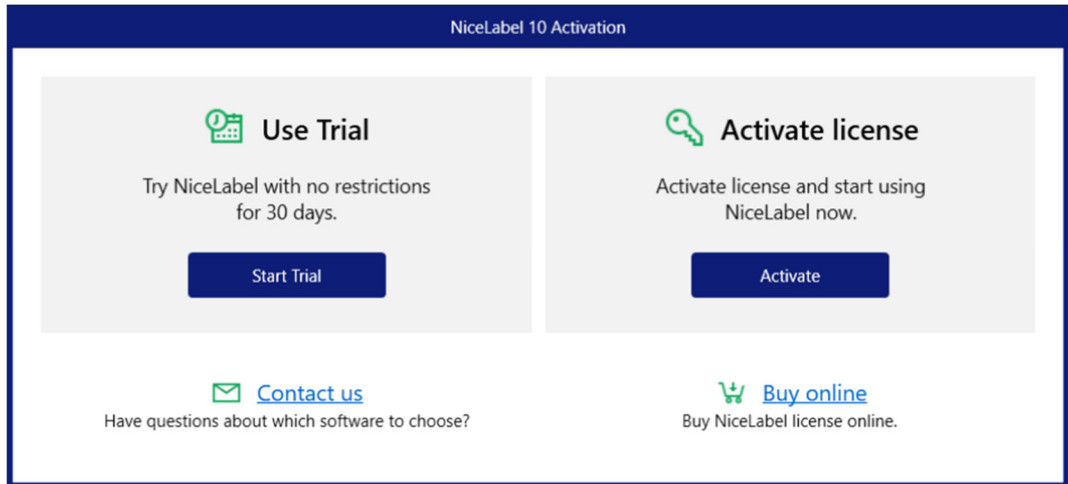 NiceLabel 10 Activation
Use Trial
Try NiceLabel with no restrictions
for 30 days.
Start Trial
Activate license
Activate license and start using
NiceLabel now.
Activate
Contact us
Have questions about which software to choose?
Buy online
Buy NiceLabel license online.